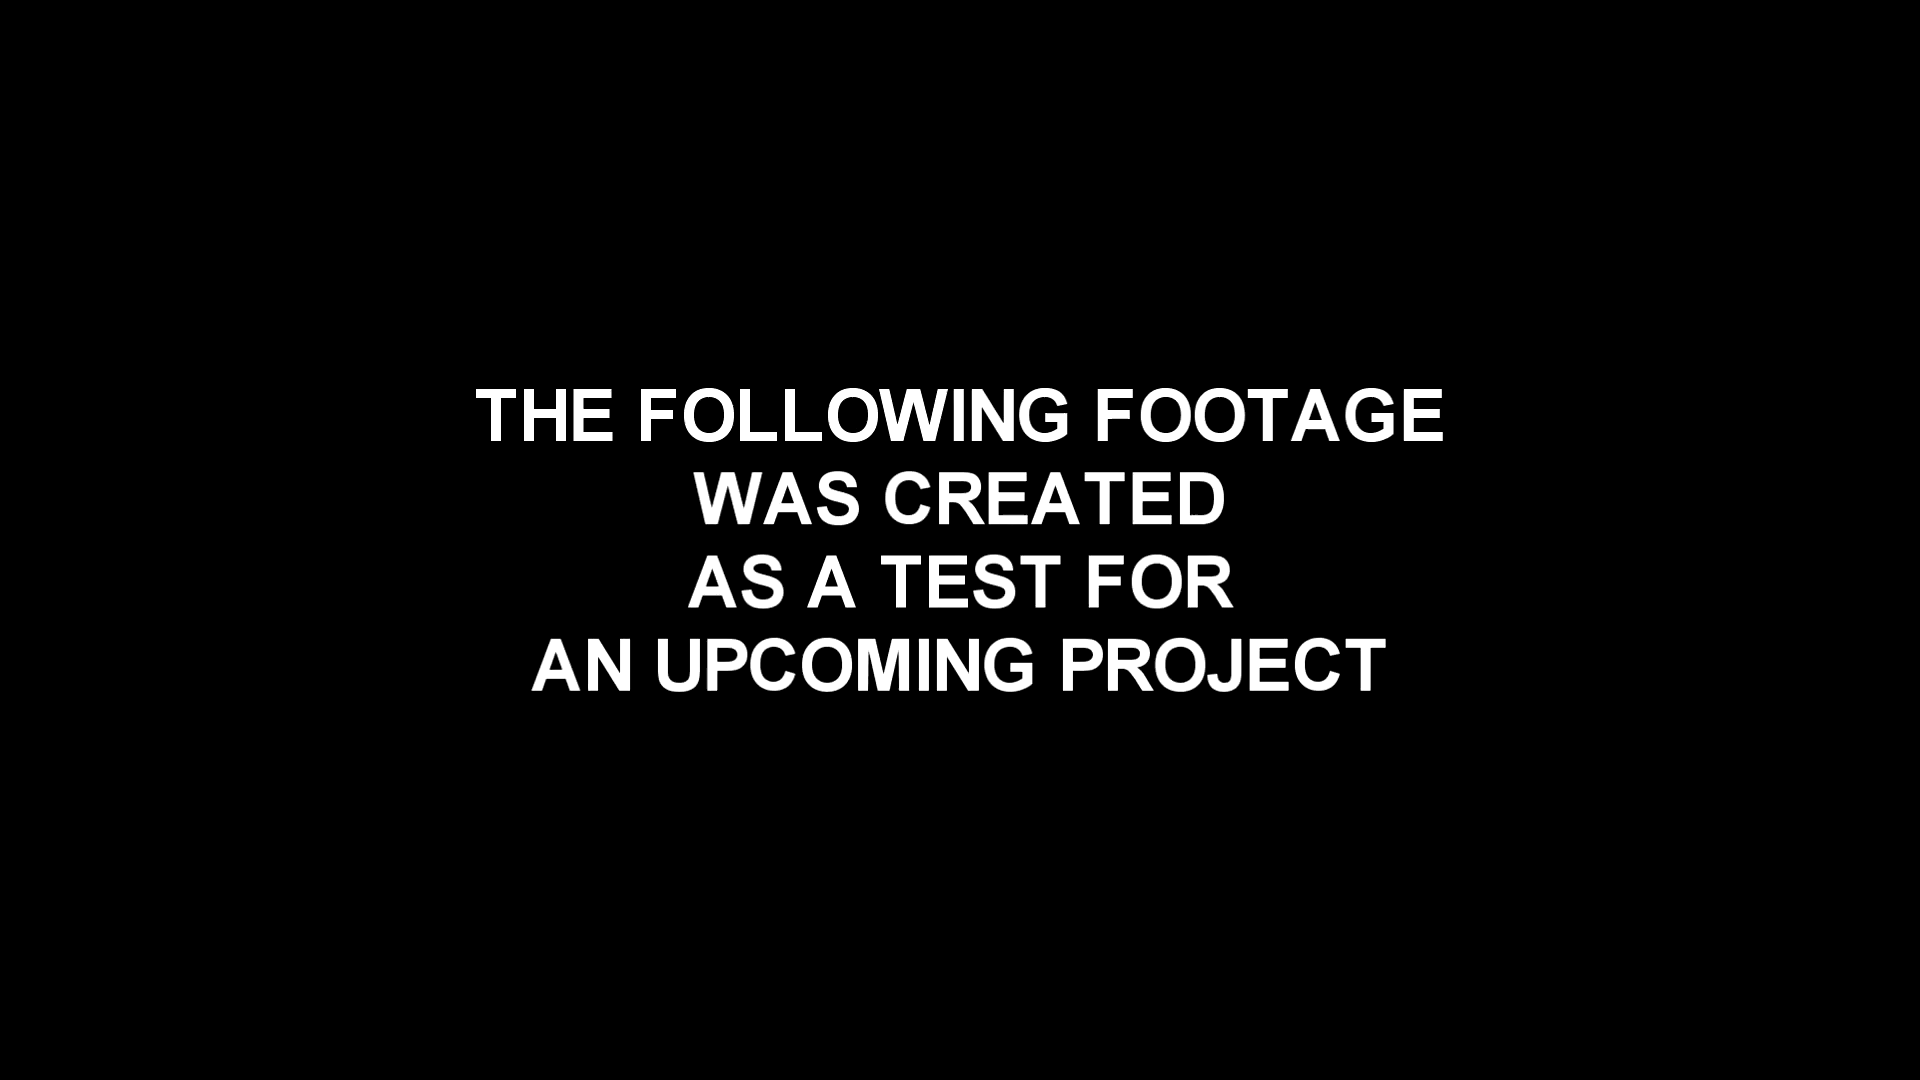 THE FOLLOWING FOOTAGE
WAS CREATED
AS A TEST FOR
AN UPCOMING PROJECT